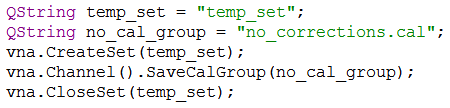 QString temp_set = "temp_set";
QString no_cal_group = "no_corrections.cal";
vna.CreateSet(temp_set);
vna.Channel().SaveCalGroup(no_cal_group);
vna.CloseSet(temp_set);